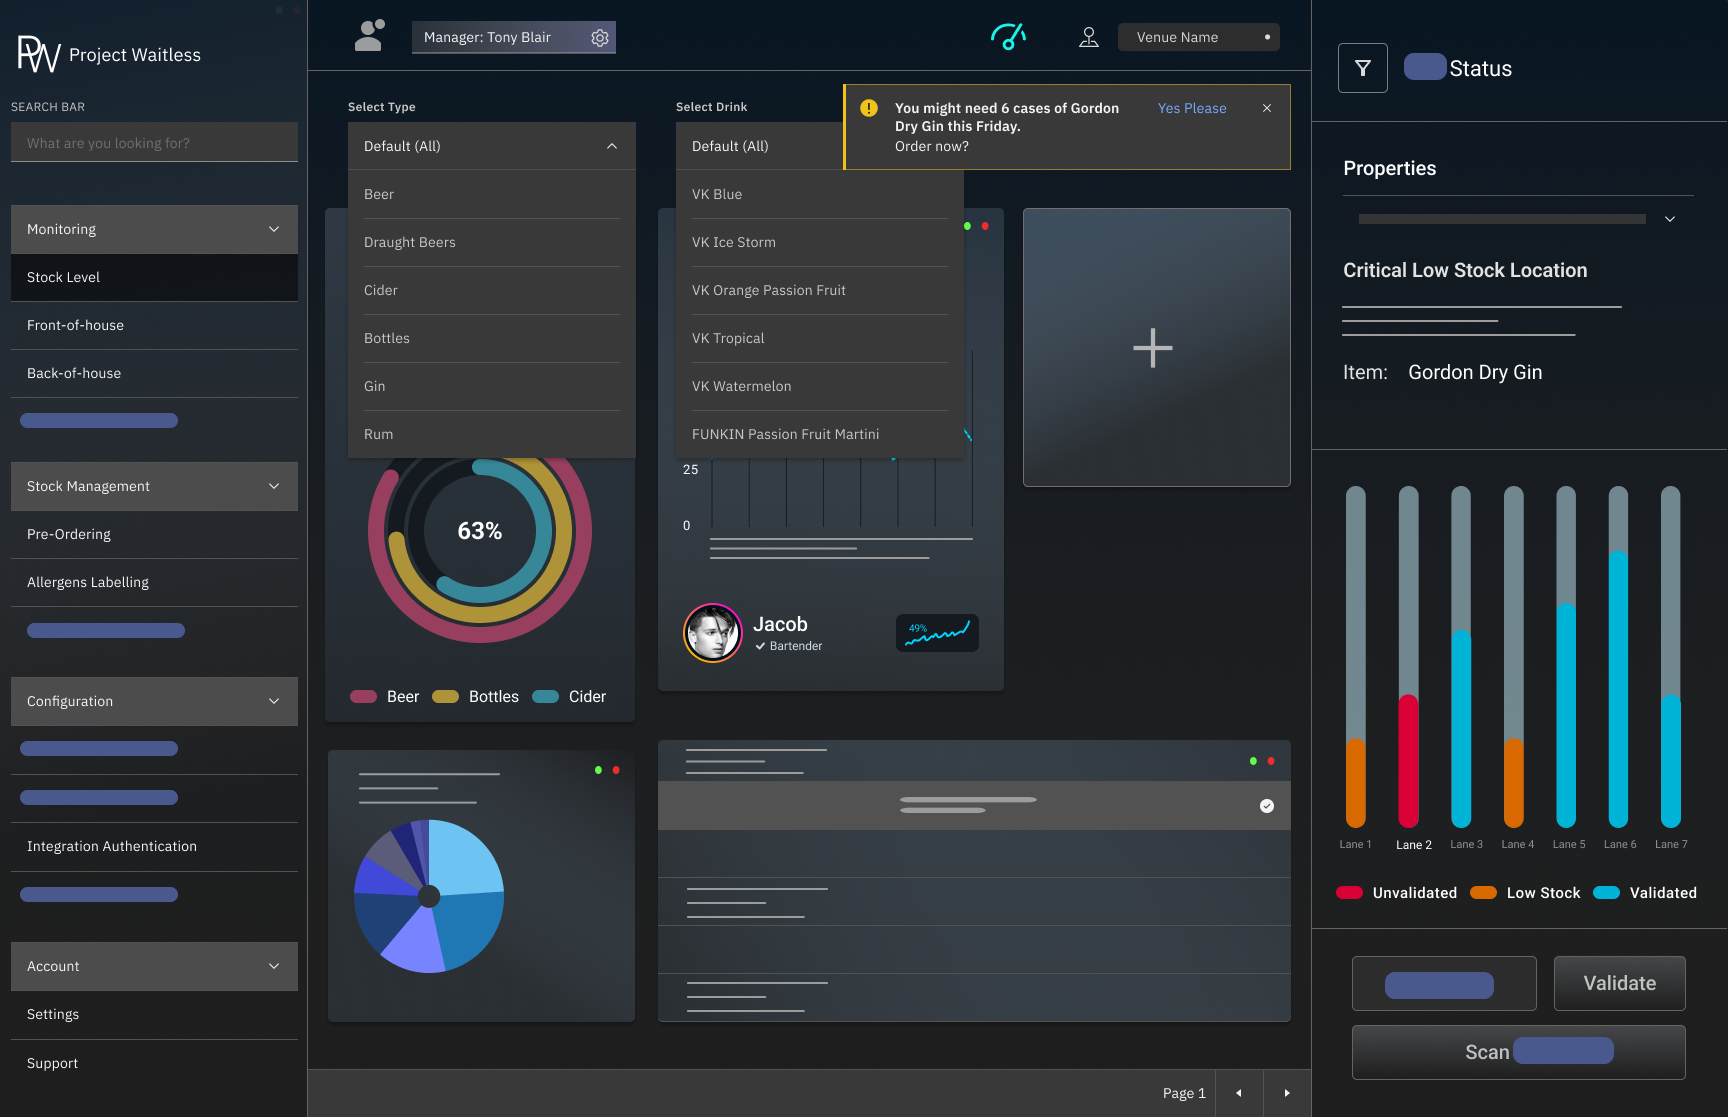 PW Project Waitless
SEARCH BAR
What are you looking for?
Monitoring
Stock Level
Front-of-house
Back-of-house
Stock Management
Pre-Ordering
Allergens Labelling
Configuration
Integration Authentication
Account
Settings
Support
Manager: Tony Blair
Venue Name
Select Type
Default (All)
Beer
Draught Beers
Cider
Bottles
Gin
Rum
Select Drink
Default (All)
VK Blue
VK Ice Storm
VK Orange Passion Fruit
VK Tropical
VK Watermelon
FUNKIN Passion Fruit Martini
You might need 6 cases of Gordon
Dry Gin this Friday.
Order now?
Yes Please
63%
Beer Bottles Cider
25
0
Jacob
Bartender
49%
Page 1
Status
Properties
Critical Low Stock Location
Item: Gordon Dry Gin
Lane 1 Lane 2 Lane 3 Lane 4 Lane 5 Lane 6 Lane 7
Unvalidated Low Stock Validated
Validate
Scan